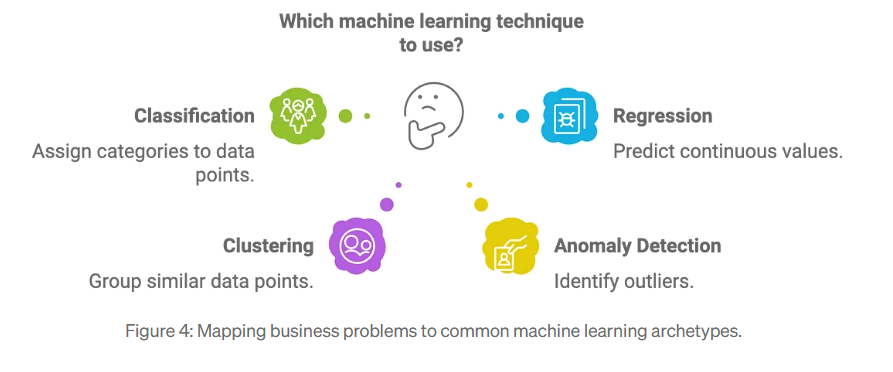 Which machine learning technique
to use?
Classification
Assign categories to data
points.
Regression
Predict continuous values.
Clustering
Group similar data points.
Anomaly Detection
Identify outliers.
Figure 4: Mapping business problems to common machine learning archetypes.